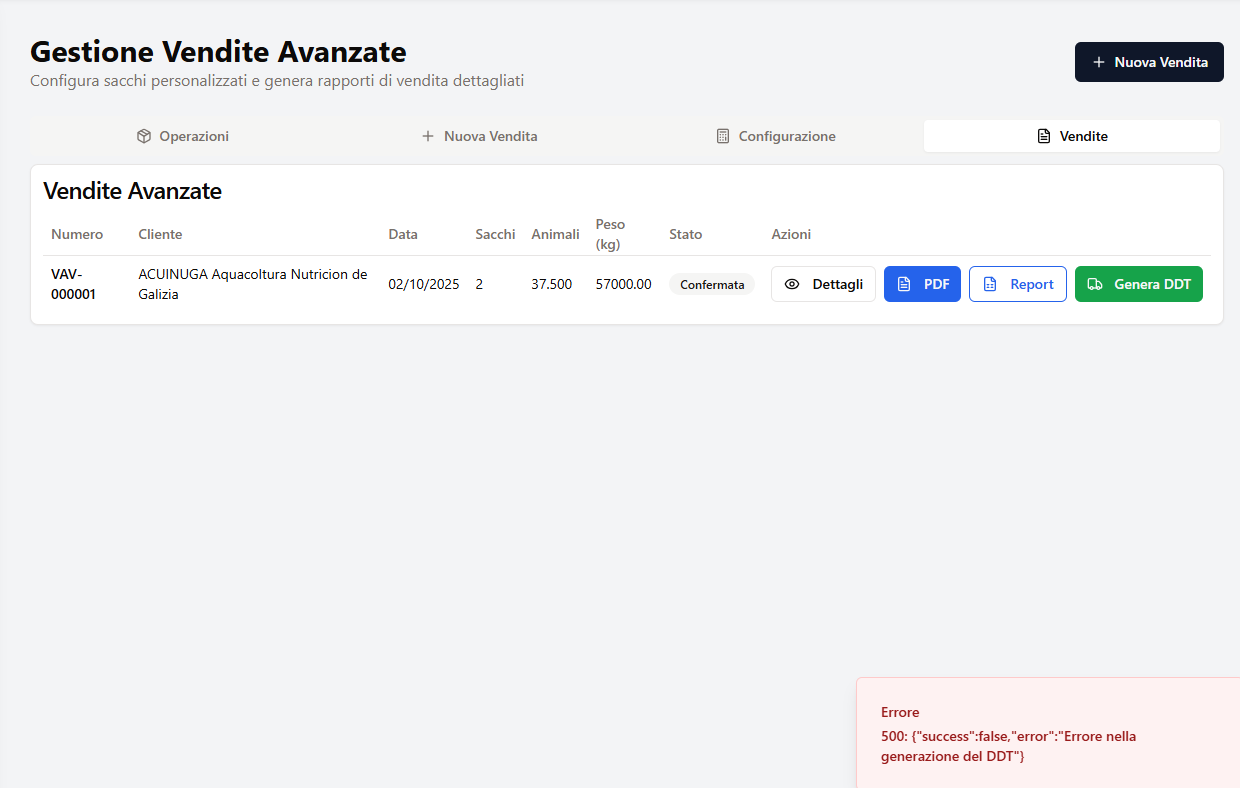 Gestione Vendite Avanzate
Configura sacchi personalizzati e genera rapporti di vendita dettagliati
Nuova Vendita
Operazioni
Nuova Vendita
Configurazione
Vendite
Vendite Avanzate
Numero
Cliente
Data
Sacchi
Animali
Peso
(kg)
Stato
Azioni
VAV-
000001
ACUINUGA Aquacoltura Nutricion de
Galizia
02/10/2025
2
37.500
57000.00
Confermata
Dettagli
PDF
Report
Genera DDT
Errore
500: {"success":false,"error":"Errore nella
generazione del DDT"}